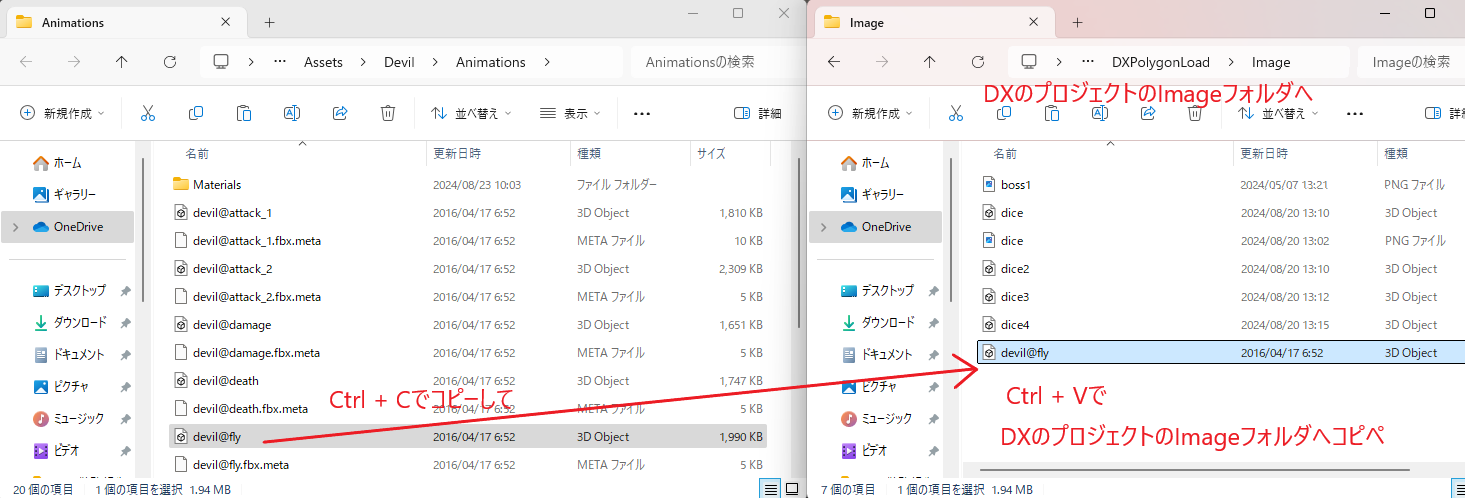 Animations
Assets > Devil > Animations >
Animationsの検索
新規作成
並べ替え
表示
詳細
ホーム
ギャラリー
OneDrive
デスクトップ
ダウンロード
ドキュメント
ピクチャ
ミュージック
ビデオ
名前 更新日時 種類 サイズ
Materials 2024/08/23 10:03 ファイル フォルダー
devil@attack_1 2016/04/17 6:52 3D Object 1,810 KB
devil@attack_1.fbx.meta 2016/04/17 6:52 META ファイル 10 KB
devil@attack_2 2016/04/17 6:52 3D Object 2,309 KB
devil@attack_2.fbx.meta 2016/04/17 6:52 META ファイル 5 KB
devil@damage 2016/04/17 6:52 3D Object 1,651 KB
devil@damage.fbx.meta 2016/04/17 6:52 META ファイル 5 KB
devil@death 2016/04/17 6:52 3D Object 1,747 KB
devil@death.fbx.meta 2016/04/17 6:52 META ファイル 5 KB
devil@fly 2016/04/17 6:52 3D Object 1,990 KB
devil@fly.fbx.meta 2016/04/17 6:52 META ファイル 5 KB
Ctrl + Cでコピーして
20 個の項目 1 個の項目を選択 1.94 MB
Image
DXPolygonLoad > Image
Imageの検索
DXのプロジェクトのImageフォルダへ
新規作成
並べ替え
詳
ホーム
ギャラリー
OneDrive
デスクトップ
ダウンロード
ドキュメント
ピクチャ
ミュージック
ビデオ
名前 更新日時 種類
boss1 2024/05/07 13:21 PNG ファイル
dice 2024/08/20 13:10 3D Object
dice 2024/08/20 13:02 PNG ファイル
dice2 2024/08/20 13:10 3D Object
dice3 2024/08/20 13:12 3D Object
dice4 2024/08/20 13:15 3D Object
devil@fly 2016/04/17 6:52 3D Object
Ctrl + Vで
DXのプロジェクトのImageフォルダへコピペ
7 個の項目 1 個の項目を選択 1.94 MB